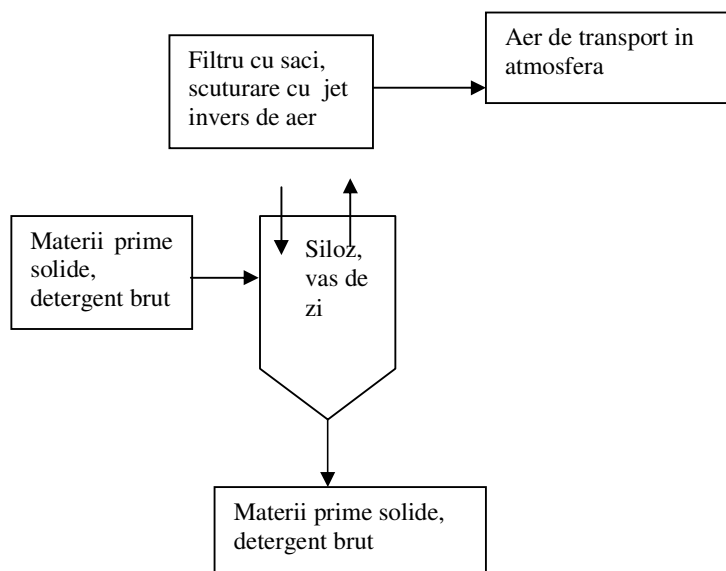 Filtru cu saci,
scuturare cu jet
invers de aer
Aer de transport in
atmosfera
Materii prime
solide,
detergent brut
Siloz,
vas de
zi
Materii prime solide,
detergent brut